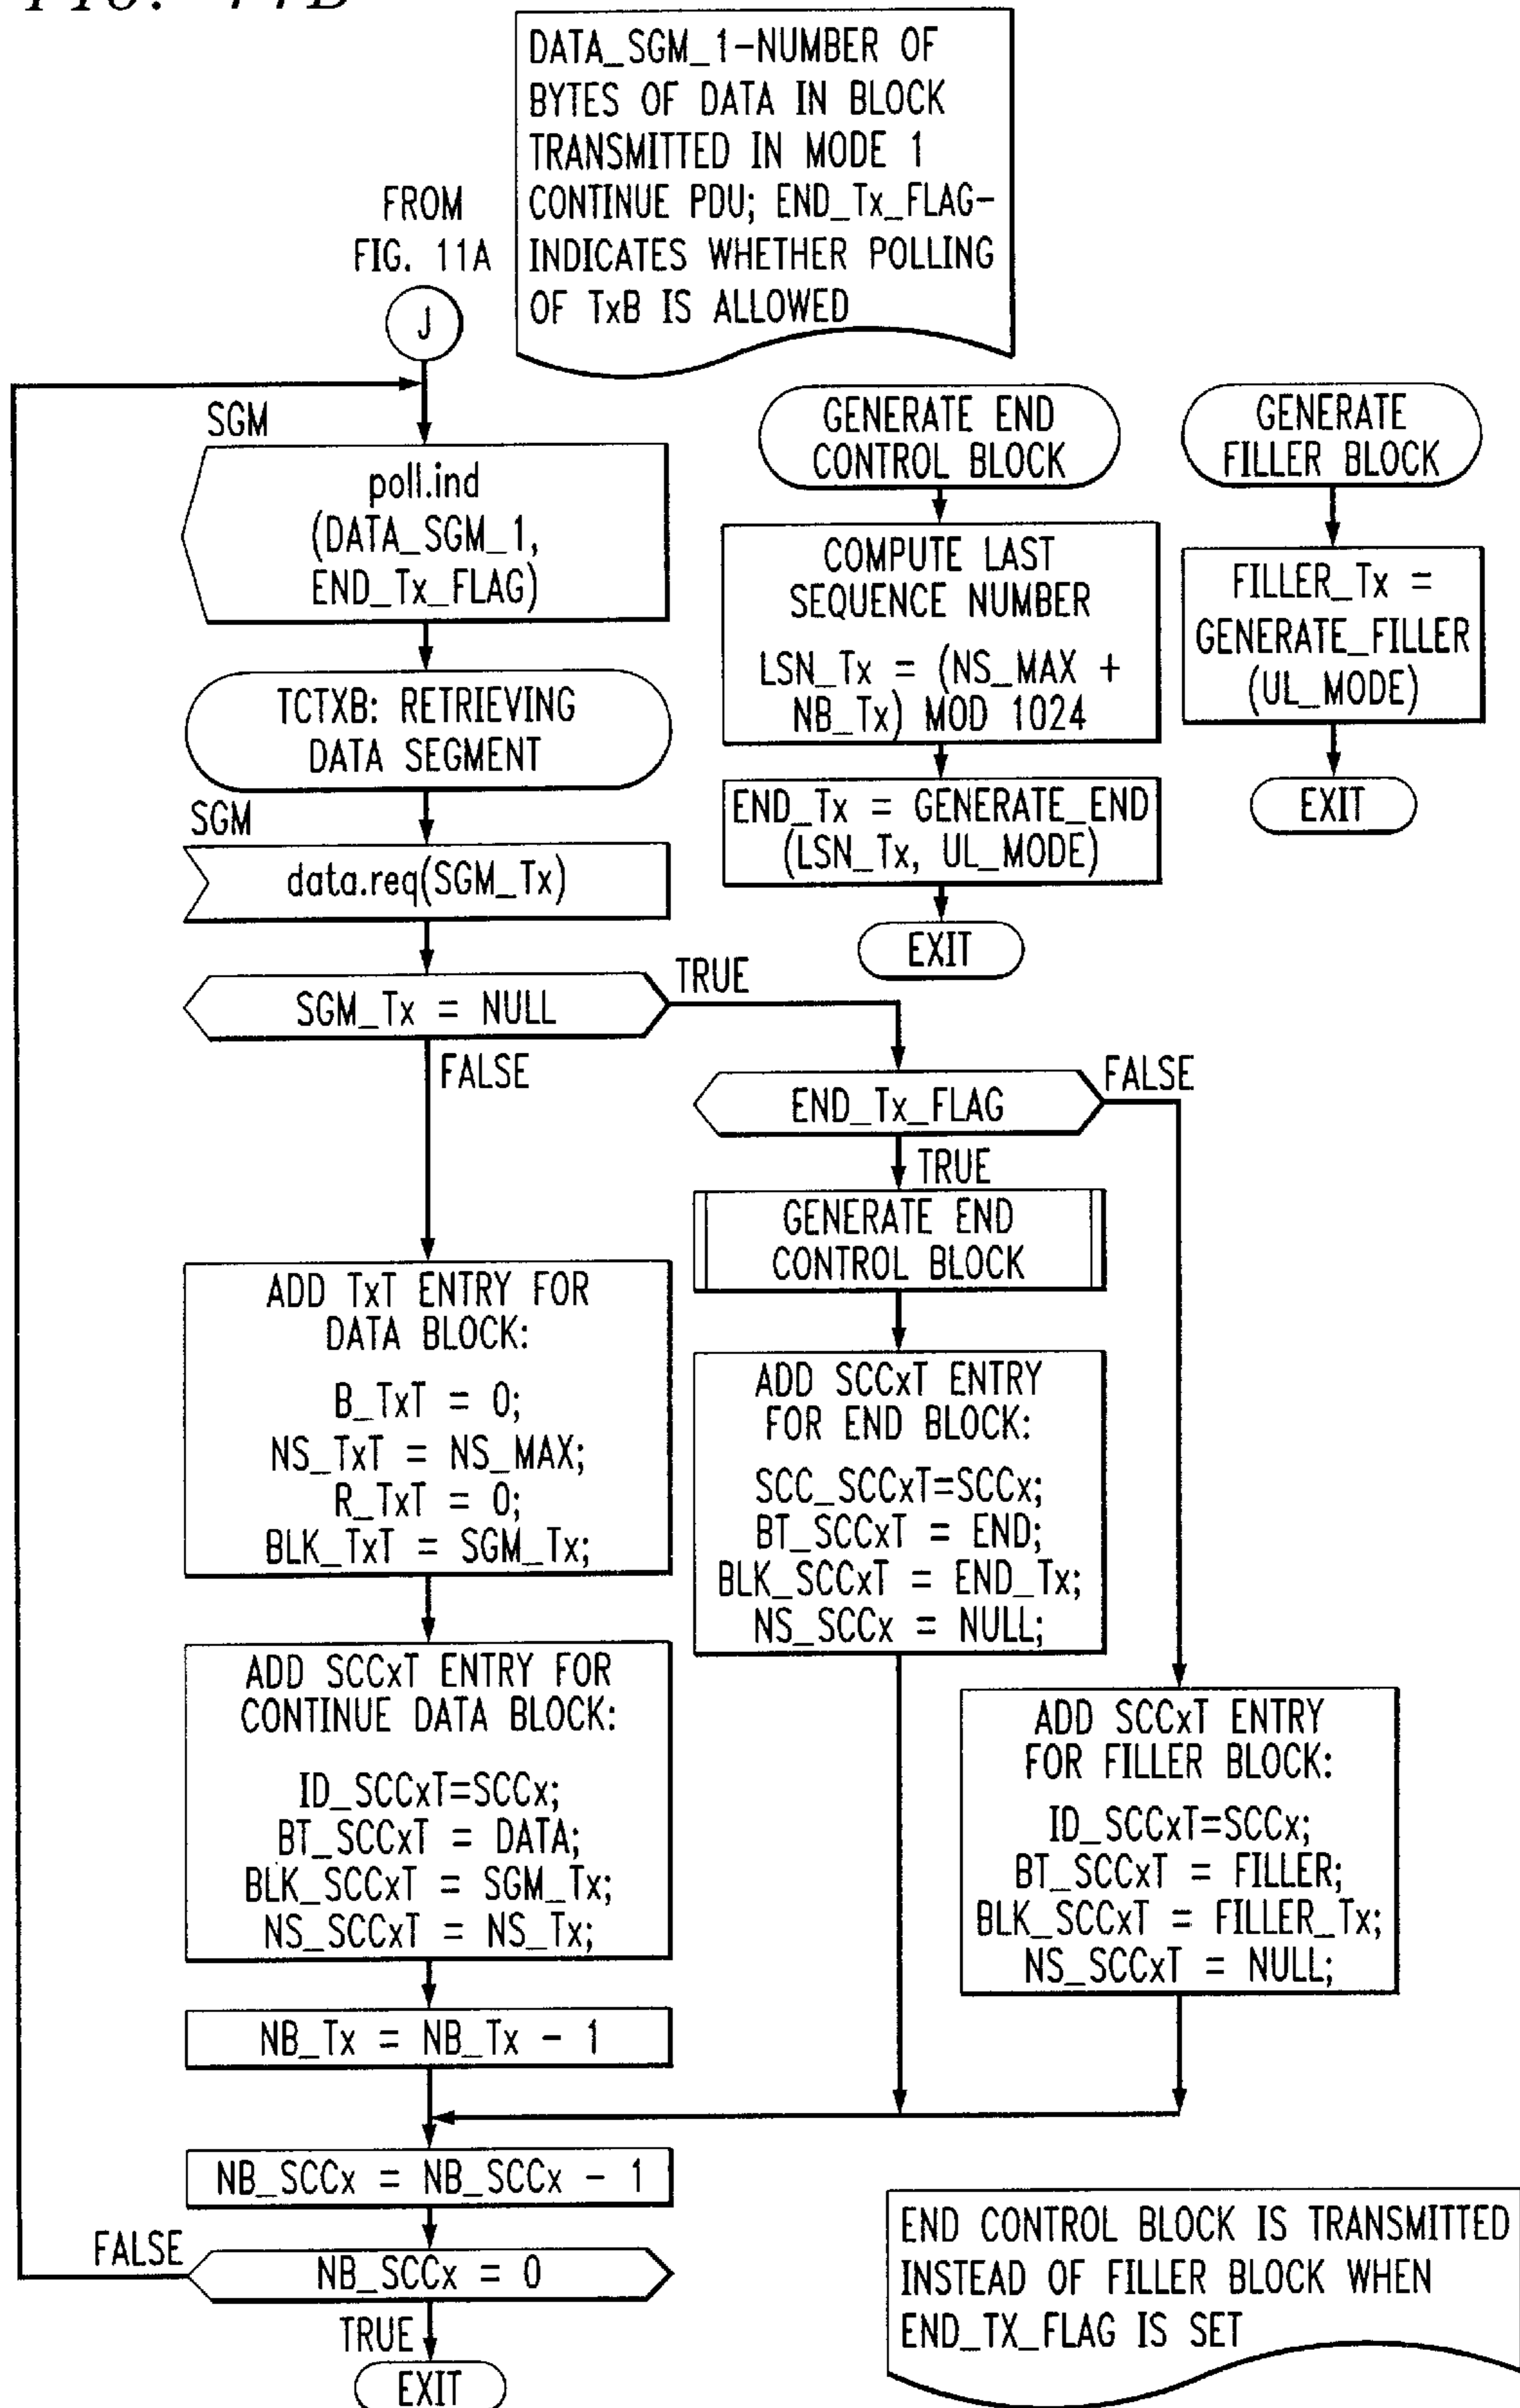 DATA_SGM_1-NUMBER OF
BYTES OF DATA IN BLOCK
TRANSMITTED IN MODE 1
CONTINUE PDU; END_Tx_FLAG-
INDICATES WHETHER POLLING
OF TxB IS ALLOWED
FROM
FIG. 11A
J
SGM
poll.ind
(DATA_SGM_1,
END_Tx_FLAG)
TCTXB: RETRIEVING
DATA SEGMENT
SGM
data.req(SGM_Tx)
SGM_Tx = NULL
TRUE
FALSE
GENERATE END
CONTROL BLOCK
COMPUTE LAST
SEQUENCE NUMBER
LSN_Tx = (NS_MAX +
NB_Tx) MOD 1024
END_Tx = GENERATE_END
(LSN_Tx, UL_MODE)
EXIT
GENERATE
FILLER BLOCK
FILLER_Tx =
GENERATE_FILLER
(UL_MODE)
EXIT
END_Tx_FLAG
FALSE
TRUE
GENERATE END
CONTROL BLOCK
ADD TxT ENTRY FOR
DATA BLOCK:
B_TxT = 0;
NS_TxT = NS_MAX;
R_TxT = 0;
BLK_TxT = SGM_Tx;
ADD SCCxT ENTRY
FOR END BLOCK:
SCC_SCCxT=SCCx;
BT_SCCxT = END;
BLK_SCCxT = END_Tx;
NS_SCCx = NULL;
ADD SCCxT ENTRY FOR
CONTINUE DATA BLOCK:
ID_SCCxT=SCCx;
BT_SCCxT = DATA;
BLK_SCCxT = SGM_Tx;
NS_SCCxT = NS_Tx;
ADD SCCxT ENTRY
FOR FILLER BLOCK:
ID_SCCxT=SCCx;
BT_SCCxT = FILLER;
BLK_SCCxT = FILLER_Tx;
NS_SCCxT = NULL;
NB_Tx = NB_Tx - 1
NB_SCCx = NB_SCCx - 1
FALSE
NB_SCCx = 0
TRUE
EXIT
END CONTROL BLOCK IS TRANSMITTED
INSTEAD OF FILLER BLOCK WHEN
END_TX_FLAG IS SET